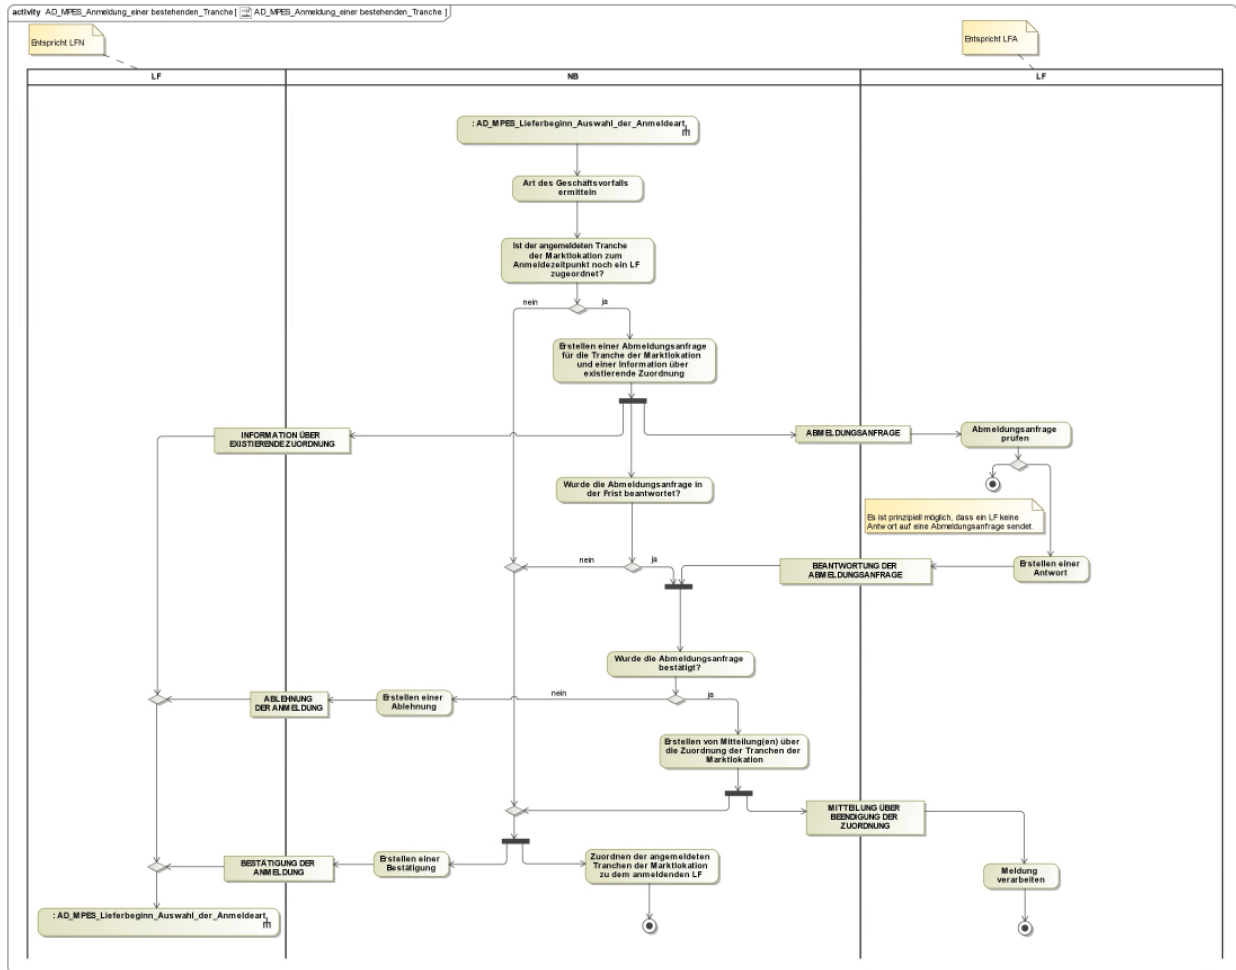 activity AD_MPES_Anmeldung_einer bestehenden_Tranche [ AD_MPES_Anmeldung_einer bestehenden_Tranche ]
Entspricht LFN
Entspricht LFA
LF
NB
LF
: AD_MPES_Lieferbeginn_Auswahl_der_Anmeldeart
Art des Geschäftsvorfalls
ermitteln
Ist der angemeldeten Tranche
der Marktlokation zum
Anmeldezeitpunkt noch ein LF
zugeordnet?
nein
ja
Erstellen einer Abmeldungsanfrage
für die Tranche der Marktlokation
und einer Information über
existierende Zuordnung
INFORMATION ÜBER
EXISTIERENDE ZUORDNUNG
ABMELDUNGSANFRAGE
Abmeldungsanfrage
prüfen
Wurde die Abmeldungsanfrage in
der Frist beantwortet?
Es ist prinzipiell möglich, dass ein LF keine
Antwort auf eine Abmeldungsanfrage sendet.
nein
ja
BEANTWORTUNG DER
ABMELDUNGSANFRAGE
Erstellen einer
Antwort
Wurde die Abmeldungsanfrage
bestätigt?
nein
ja
ABLEHNUNG
DER ANMELDUNG
Erstellen einer
Ablehnung
Erstellen von Mitteilung(en) über
die Zuordnung der Tranchen der
Marktlokation
MITTEILUNG ÜBER
BEENDIGUNG DER
ZUORDNUNG
BESTÄTIGUNG DER
ANMELDUNG
Erstellen einer
Bestätigung
Zuordnen der angemeldeten
Tranchen der Marktlokation
zu dem anmeldenden LF
Meldung
verarbeiten
: AD_MPES_Lieferbeginn_Auswahl_der_Anmeldeart